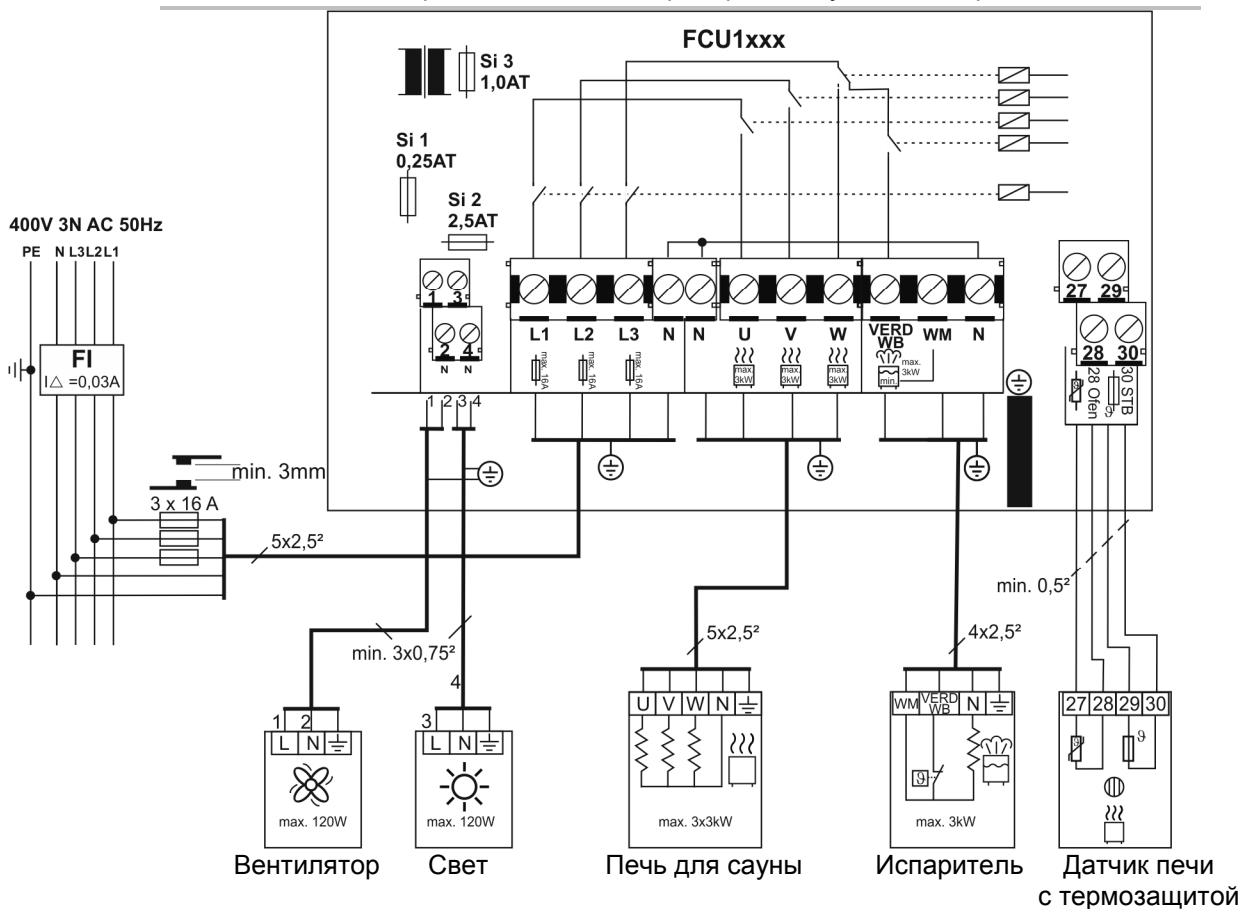 FCU1xxx
Si 3
1,0AT
Si 1
0,25AT
Si 2
2,5AT
400V 3N AC 50Hz
PE N L3 L2 L1
FI
I△ =0,03A
1 3
2 4
N N
L1 L2 L3 N N U V W VERD WB WM N
max. 16A
max. 16A
max. 16A
max. 3kW
max. 3kW
max. 3kW
min.
max. 3kW
27 29
28 30
28 Ofen
ϑ
30 STB
1 2 3 4
min. 3mm
3 x 16 A
5x2,5²
min. 0,5²
min. 3x0,75²
5x2,5²
4x2,5²
1 2
L N
max. 120W
Вентилятор
4
3
L N
max. 120W
Свет
U V W N
max. 3x3kW
Печь для сауны
WM VERD WB N
ϑ
max. 3kW
Испаритель
27 28 29 30
ϑ ϑ
Датчик печи
с термозащитой